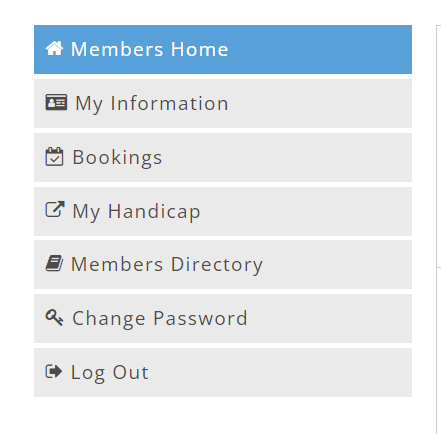 Members Home
My Information
Bookings
My Handicap
Members Directory
Change Password
Log Out